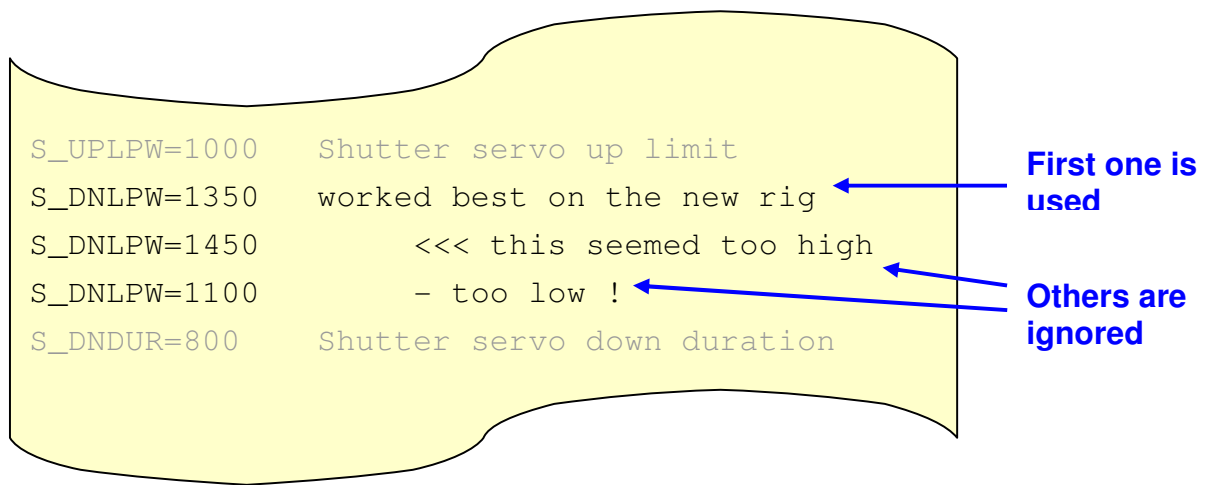 S_UPLPW=1000 Shutter servo up limit
S_DNLPW=1350 worked best on the new rig
S_DNLPW=1450 <<< this seemed too high
S_DNLPW=1100 – too low !
S_DNDUR=800 Shutter servo down duration
First one is
used
Others are
ignored